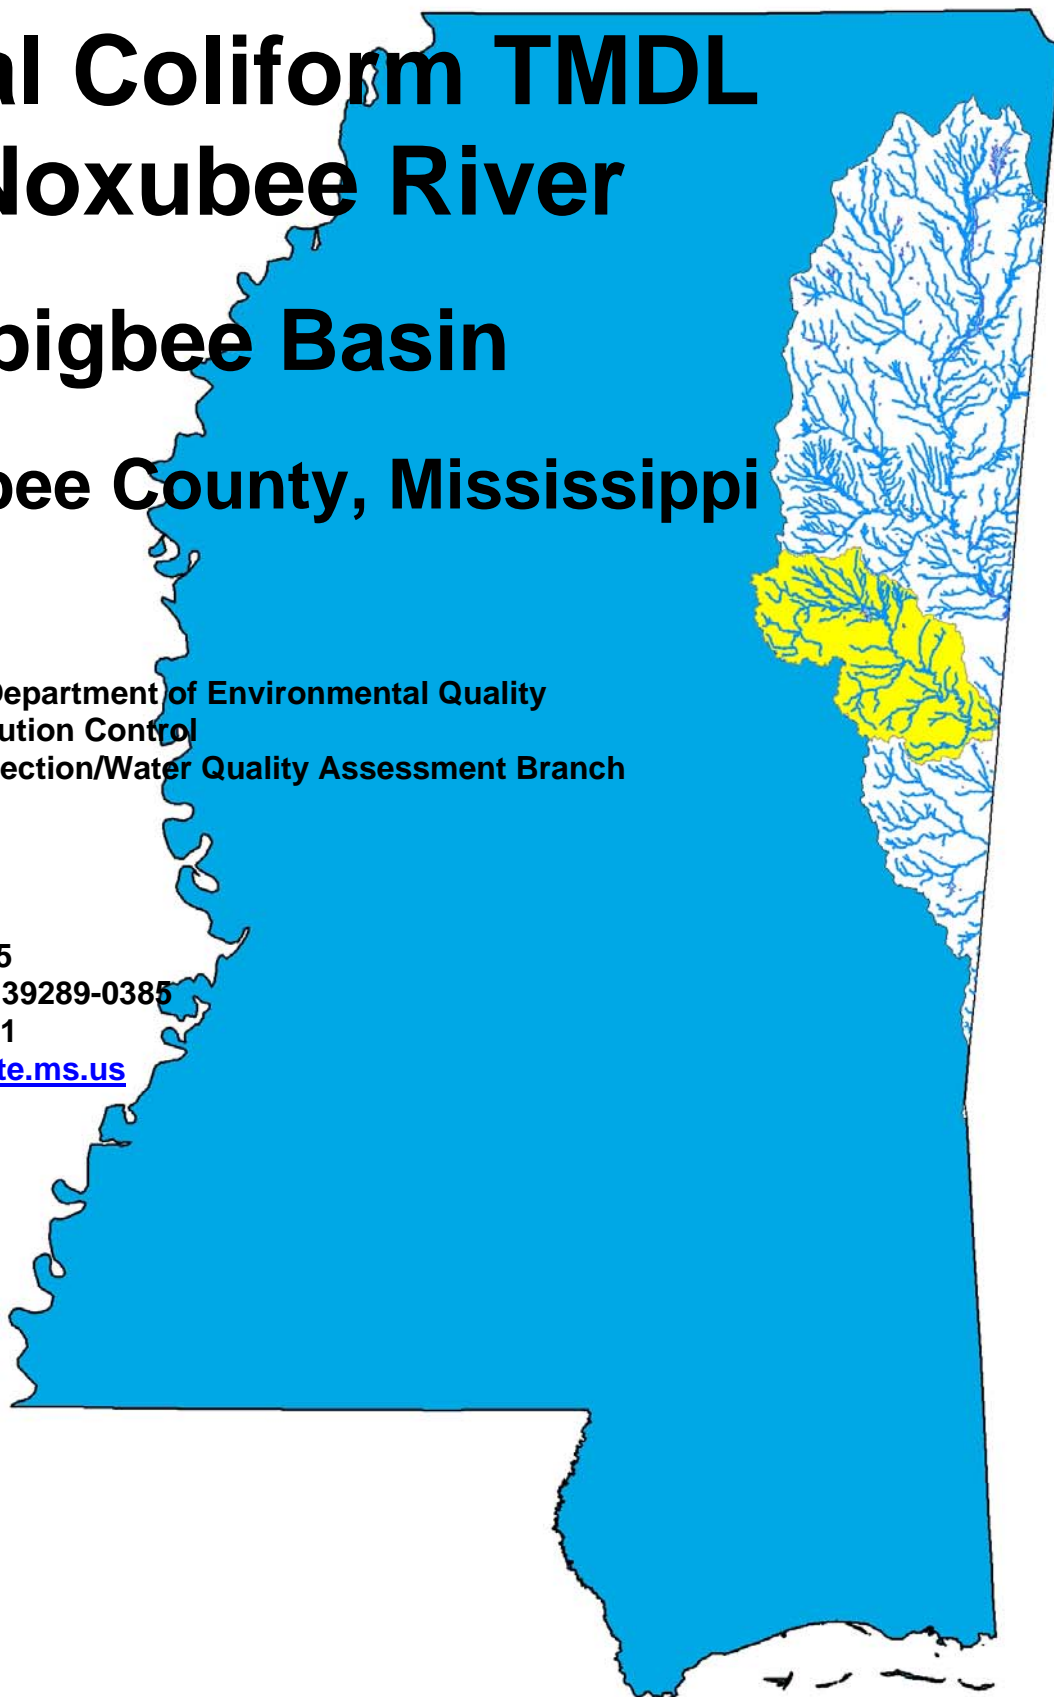 al Coliform TMDL
Noxubee River
bigbee Basin
bee County, Mississippi
Department of Environmental Quality
ution Control
ection/Water Quality Assessment Branch
5
39289-0385
1
te.ms.us